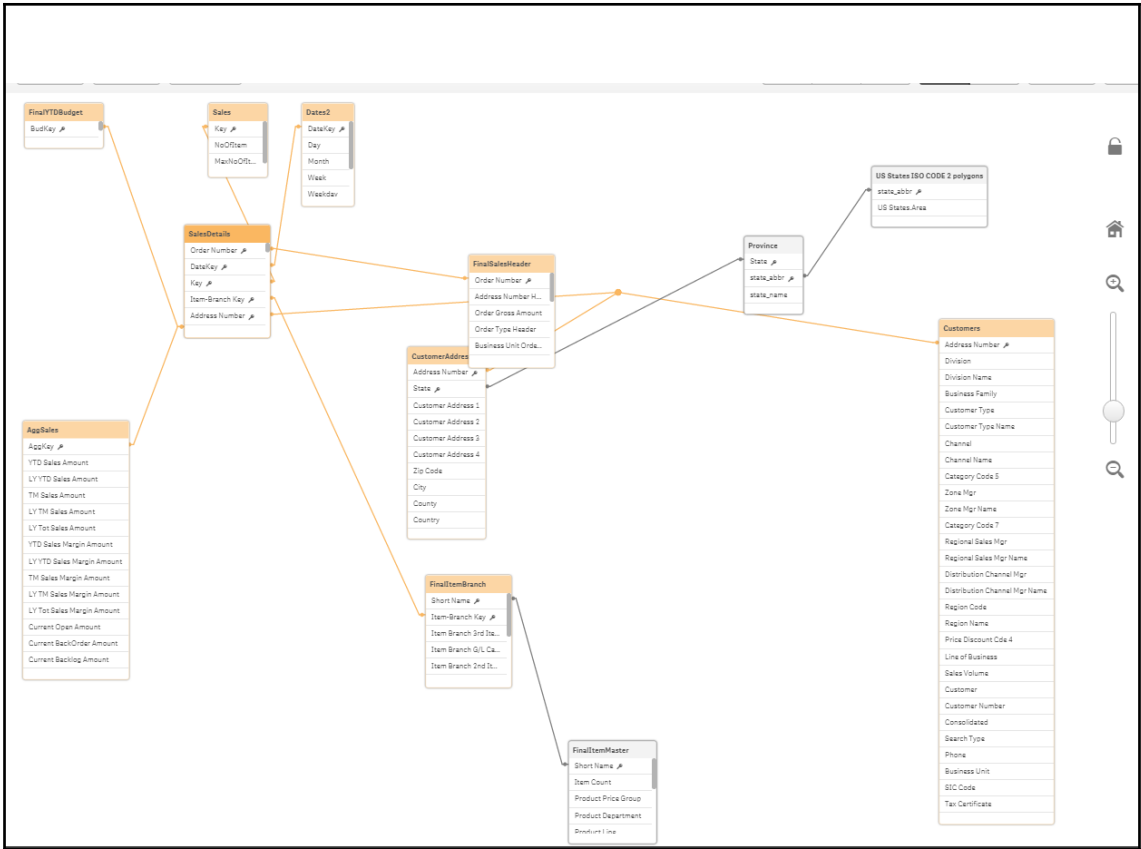 FinalYTDBudget
BudKey
Sales
Key
NoOfItem
MaxNoOfIt...
Dates2
DateKey
Day
Month
Week
Weekday
US States ISO CODE 2 polygons
state_abbr
US States.Area
Province
State
state_abbr
state_name
SalesDetails
Order Number
DateKey
Key
Item-Branch Key
Address Number
FinalSalesHeader
Order Number
Address Number H...
Order Gross Amount
Order Type Header
Business Unit Orde...
CustomerAddres
Address Number
State
Customer Address 1
Customer Address 2
Customer Address 3
Customer Address 4
Zip Code
City
County
Country
Customers
Address Number
Division
Division Name
Business Family
Customer Type
Customer Type Name
Channel
Channel Name
Category Code 5
Zone Mgr
Zone Mgr Name
Category Code 7
Regional Sales Mgr
Regional Sales Mgr Name
Distribution Channel Mgr
Distribution Channel Mgr Name
Region Code
Region Name
Price Discount Cde 4
Line of Business
Sales Volume
Customer
Customer Number
Consolidated
Search Type
Phone
Business Unit
SIC Code
Tax Certificate
AggSales
AggKey
YTD Sales Amount
LY YTD Sales Amount
TM Sales Amount
LY TM Sales Amount
LY Tot Sales Amount
YTD Sales Margin Amount
LY YTD Sales Margin Amount
TM Sales Margin Amount
LY TM Sales Margin Amount
LY Tot Sales Margin Amount
Current Open Amount
Current BackOrder Amount
Current Backlog Amount
FinalItemBranch
Short Name
Item-Branch Key
Item Branch 3rd Ite...
Item Branch G/L Ca...
Item Branch 2nd It...
FinalItemMaster
Short Name
Item Count
Product Price Group
Product Department
Product Line